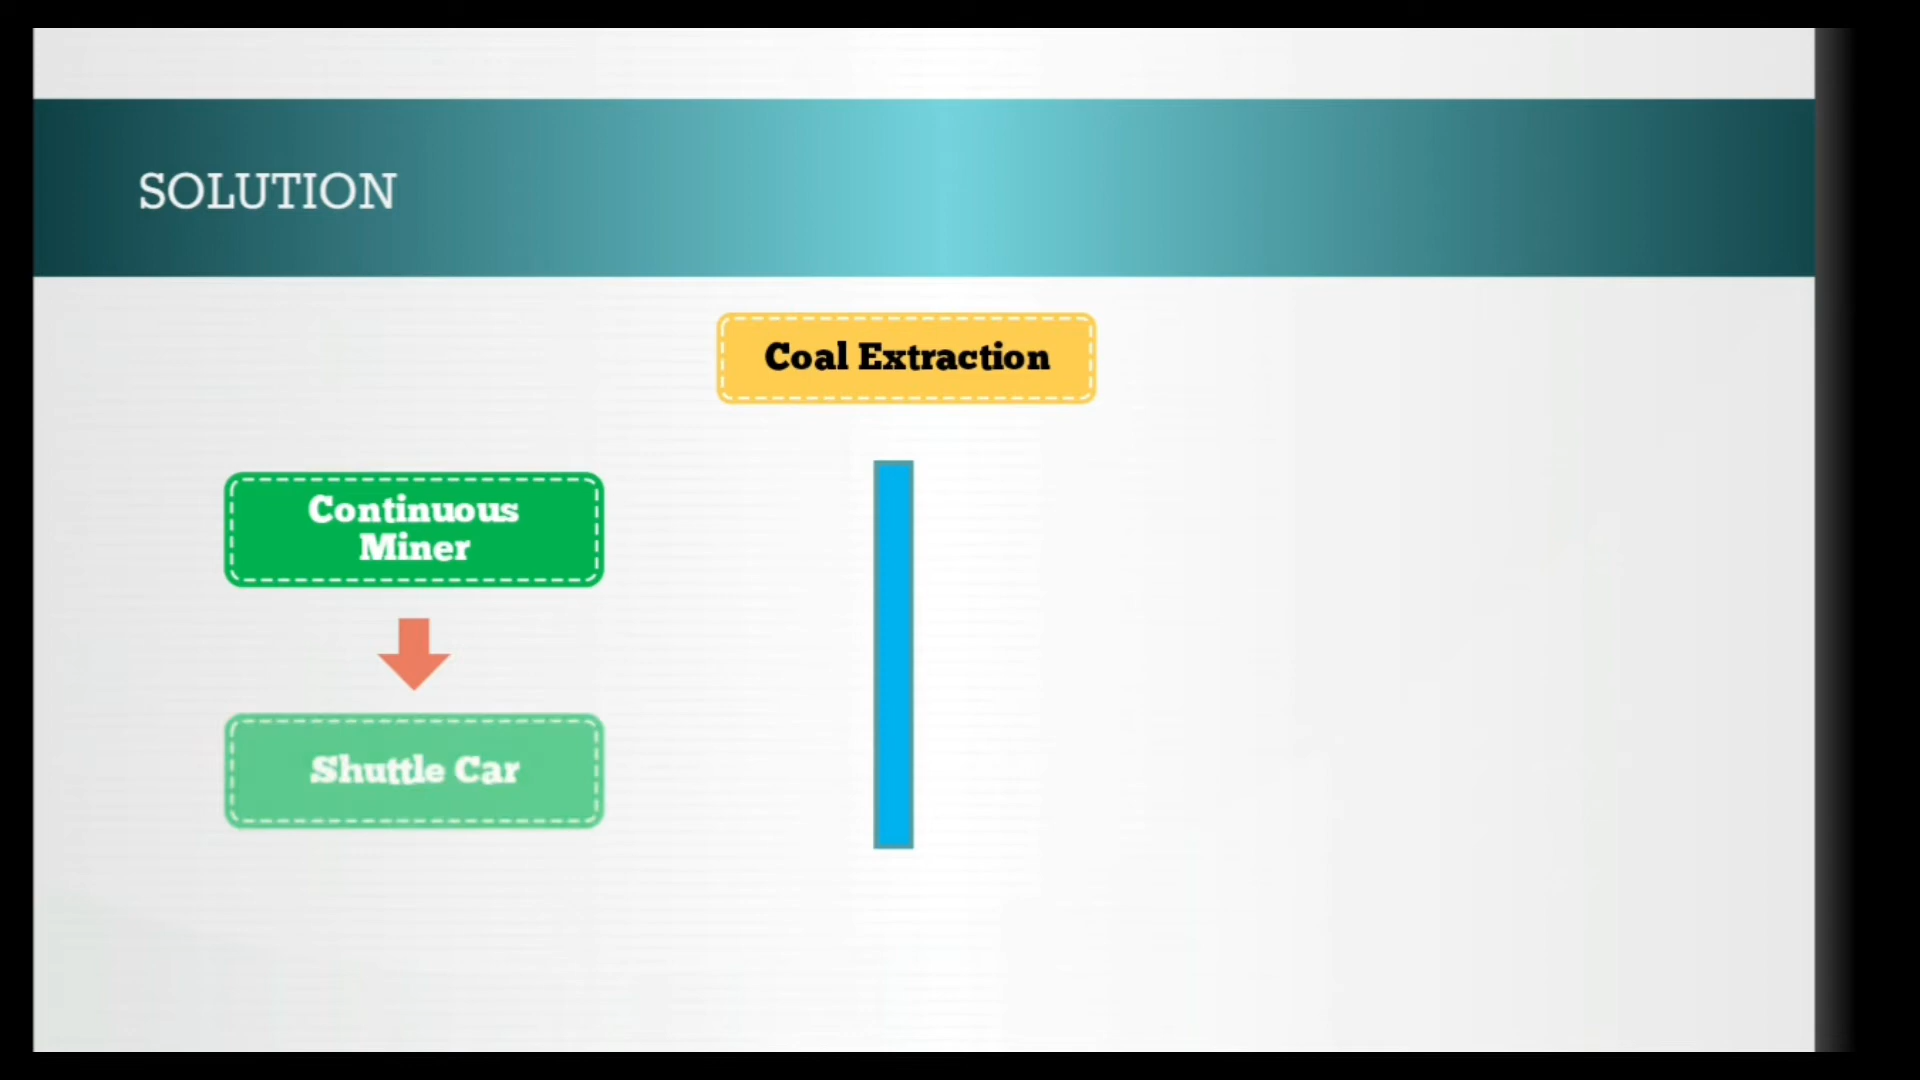 SOLUTION
Coal Extraction
Continuous
Miner
Shuttle Car